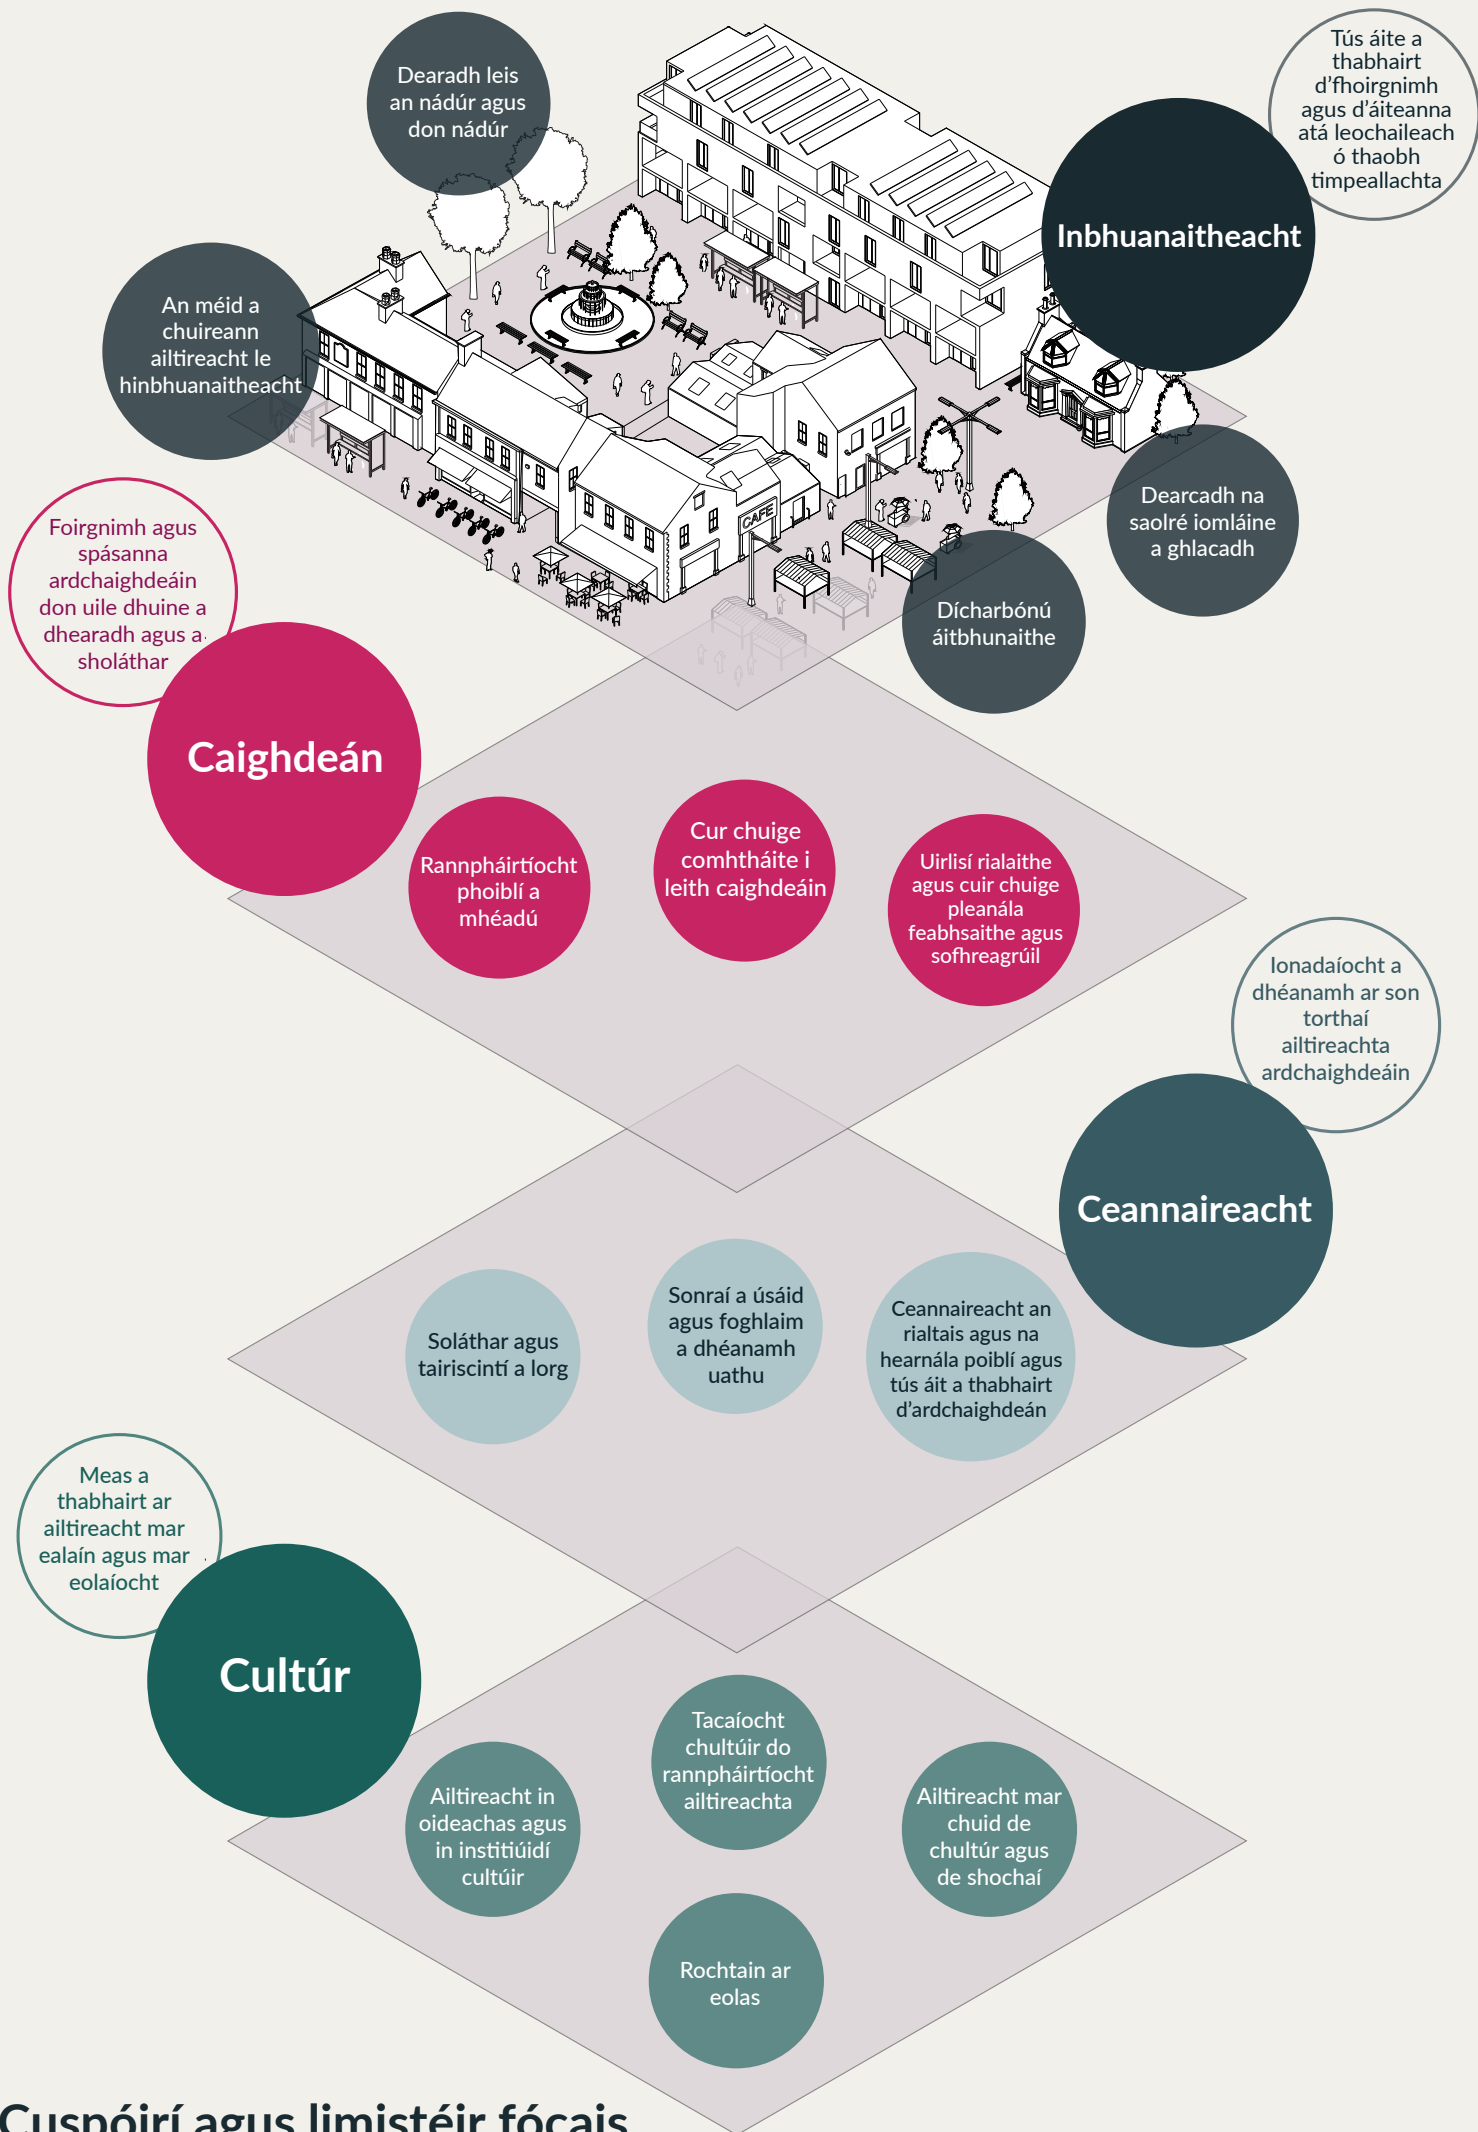 Dearadh leis
an nádúr agus
don nádúr
Tús áite a
thabhairt
d'fhoirgnimh
agus d'áiteanna
atá leochaileach
ó thaobh
timpeallachta
Inbhuanaitheacht
An méid a
chuireann
ailtireacht le
hinbhuanaitheacht
CAFE
Dearcadh na
saolré iomláine
a ghlacadh
Dícharbónú
áitbhunaithe
Foirgnimh agus
spásanna
ardchaighdeáin
don uile dhuine a
dhearadh agus a
sholáthar
Caighdeán
Rannpháirtíocht
phoiblí a
mhéadú
Cur chuige
comhtháite i
leith caighdeáin
Uirlisí rialaithe
agus cuir chuige
pleanála
feabhsaithe agus
sofhreagrúil
Ionadaíocht a
dhéanamh ar son
torthaí
ailtireachta
ardchaighdeáin
Ceannaireacht
Soláthar agus
tairiscintí a lorg
Sonraí a úsáid
agus foghlaim
a dhéanamh
uathu
Ceannaireacht an
rialtais agus na
hearnála poiblí agus
tús áit a thabhairt
d'ardchaighdeán
Meas a
thabhairt ar
ailtireacht mar
ealaín agus mar
eolaíocht
Cultúr
Ailtireacht in
oideachas agus
in institiúidí
cultúir
Tacaíocht
chultúir do
rannpháirtíocht
ailtireachta
Ailtireacht mar
chuid de
chultúr agus
de shochaí
Rochtain ar
eolas
Cuspóirí agus limistéir fócais